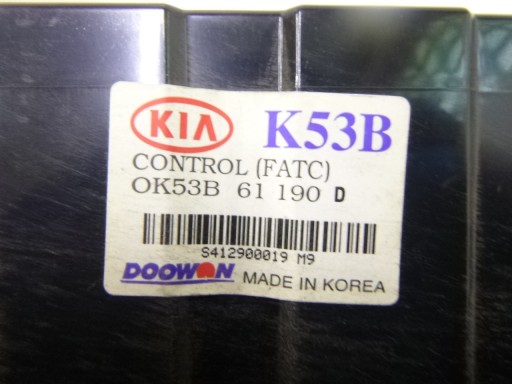 KIA K53B
CONTROL (FATC)
OK53B 61 190 D
S412900019 M9
DOOWON MADE IN KOREA